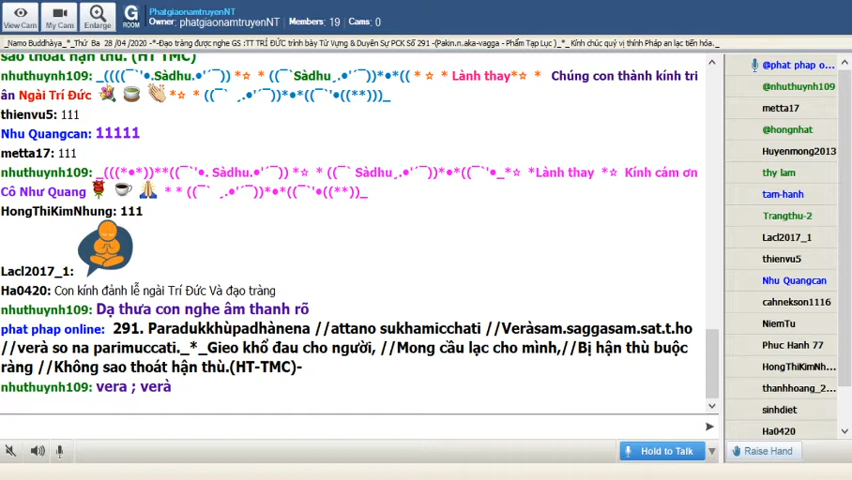 View Cam
My Cams
Enlarge
G
ROOM
PhatgiaonamtruyenNT
Owner: phatgiaonamtruyenNT Members: 19 Cams: 0
_Namo Buddhàya_*_Thứ Ba 28 /04 /2020 -*-Đạo tràng được nghe GS :TT TRÍ ĐỨC trình bày Từ Vựng & Duyên Sự PCK Số 291 -(Pakin.n.aka-vagga - Phẩm Tạp Lục )_*_Kính chúc quý vị thính Pháp an lạc tiến hóa._
sao thoát hận thù. (HT TMC)
nhuthuynh109: _((((¯`'•.Sàdhu.•'´¯)) *☆ * ((¯`Sàdhu¸.•'´¯))*•*(( * ☆ * Lành thay*☆ * Chúng con thành kính tri
ân Ngài Trí Đức *☆ * ((¯` ¸.•'´¯))*•*((¯`'•((**)))_
thienvu5: 111
Nhu Quangcan: 11111
metta17: 111
nhuthuynh109: _(((*•*))**((¯`'•. Sàdhu.•'´¯)) *☆ * ((¯` Sàdhu¸.•'´¯))*•*((¯`'•_*☆ *Lành thay *☆ Kính cám ơn
Cô Như Quang * * ((¯` ¸.•'´¯))*•*((¯`'•((**))_
HongThiKimNhung: 111
Lacl2017_1:
Ha0420: Con kính đảnh lễ ngài Trí Đức Và đạo tràng
nhuthuynh109: Dạ thưa con nghe âm thanh rõ
phat phap online: 291. Paradukkhùpadhànena //attano sukhamicchati //Veràsam.saggasam.sat.t.ho
//verà so na parimuccati._*_Gieo khổ đau cho người, //Mong cầu lạc cho mình,//Bị hận thù buộc
ràng //Không sao thoát hận thù.(HT-TMC)-
nhuthuynh109: vera ; verà
@phat phap o...
@nhuthuynh109
metta17
@hongnhat
Huyenmong2013
thy lam
tam-hanh
Trangthu-2
Lacl2017_1
thienvu5
Nhu Quangcan
cahnekson1116
NiemTu
Phuc Hanh 77
HongThiKimNh...
thanhhoang_2...
sinhdiet
Ha0420
Hold to Talk
Raise Hand